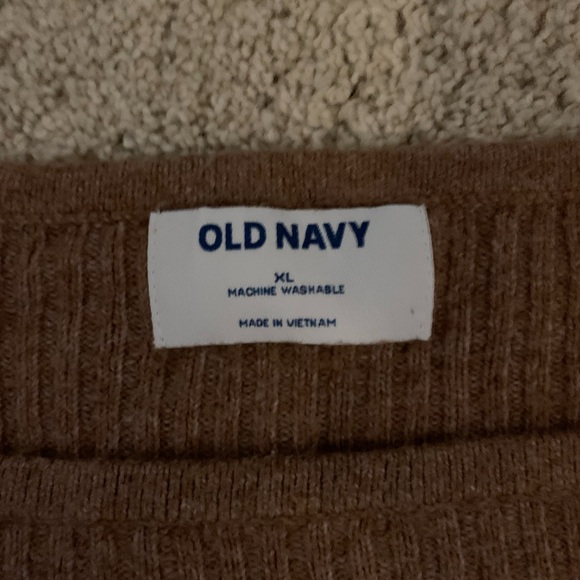 OLD NAVY
XL
MACHINE WASHABLE
MADE IN VIETNAM